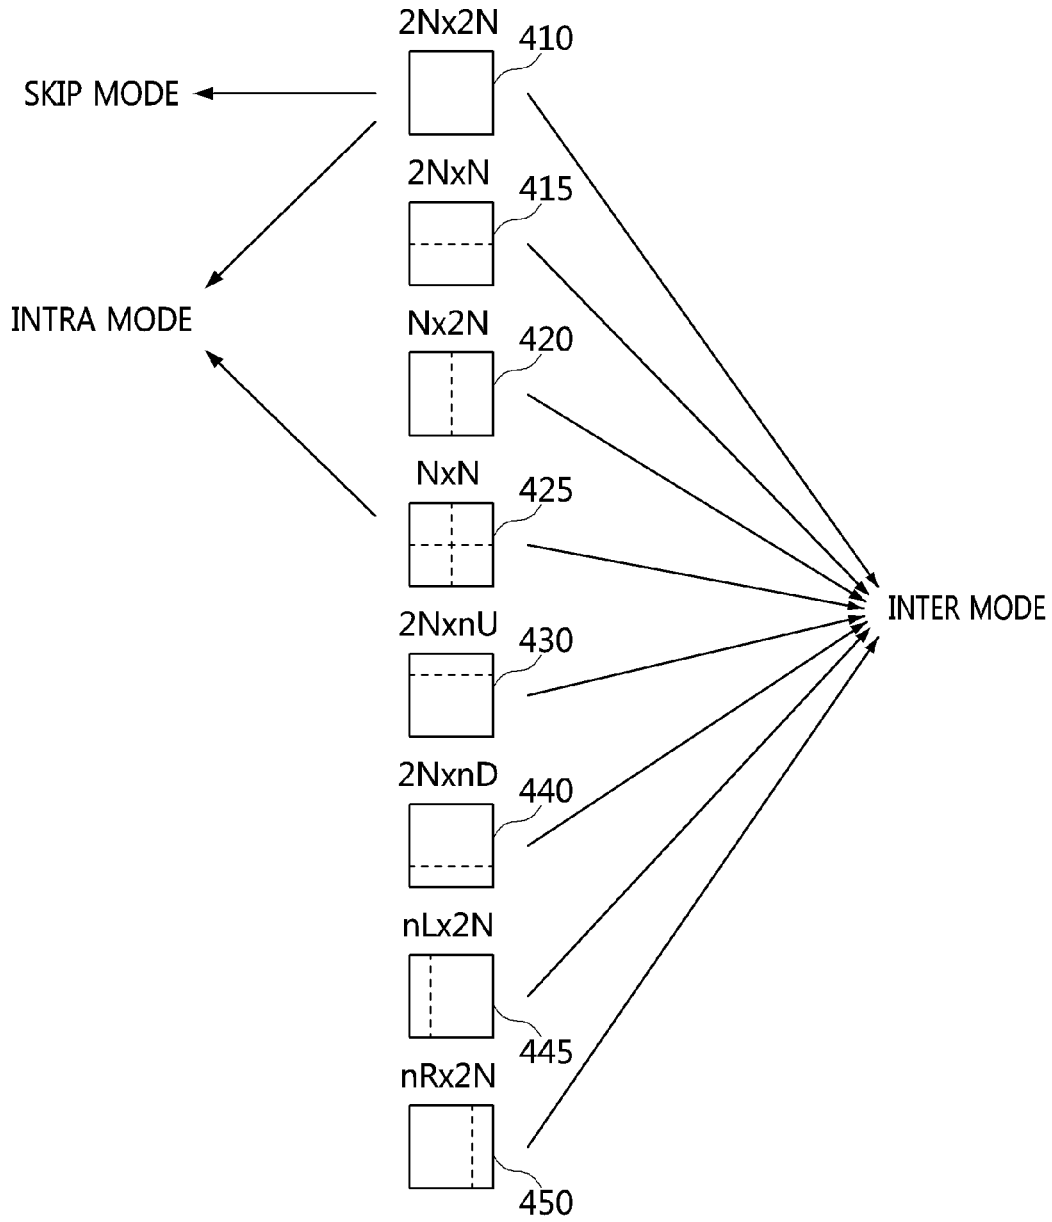 2Nx2N
410
SKIP MODE
2NxN
415
INTRA MODE
Nx2N
420
NxN
425
INTER MODE
2NxnU
430
2NxnD
440
nLx2N
445
nRx2N
450